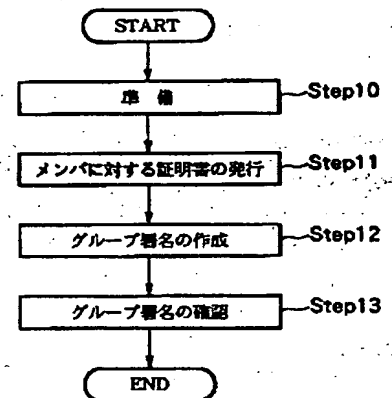 START
準 備
Step10
メンバに対する証明書の発行
Step11
グループ署名の作成
Step12
グループ署名の確認
Step13
END